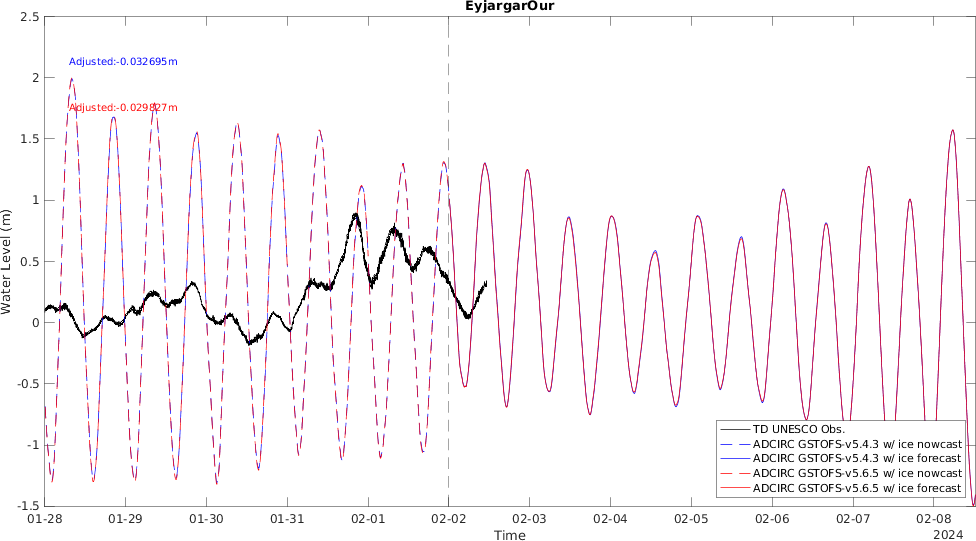 EyjargarOur
Adjusted:-0.032695m
Adjusted:-0.029827m
2.5
2
1.5
1
0.5
0
-0.5
-1
-1.5
Water Level (m)
TD UNESCO Obs.
ADCIRC GSTOFS-v5.4.3 w/ ice nowcast
ADCIRC GSTOFS-v5.4.3 w/ ice forecast
ADCIRC GSTOFS-v5.6.5 w/ ice nowcast
ADCIRC GSTOFS-v5.6.5 w/ ice forecast
01-28 01-29 01-30 01-31 02-01 02-02 02-03 02-04 02-05 02-06 02-07 02-08
Time 2024